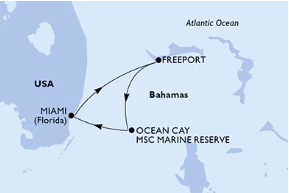 Atlantic Ocean
FREEPORT
USA
Bahamas
MIAMI
(Florida)
OCEAN CAY
MSC MARINE RESERVE